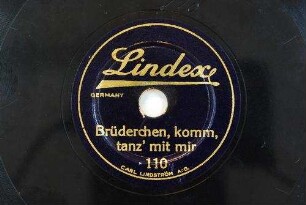 Lindex
GERMANY
Brüderchen, komm,
tanz' mit mir
110
CARL LINDSTRÖM A.-G.